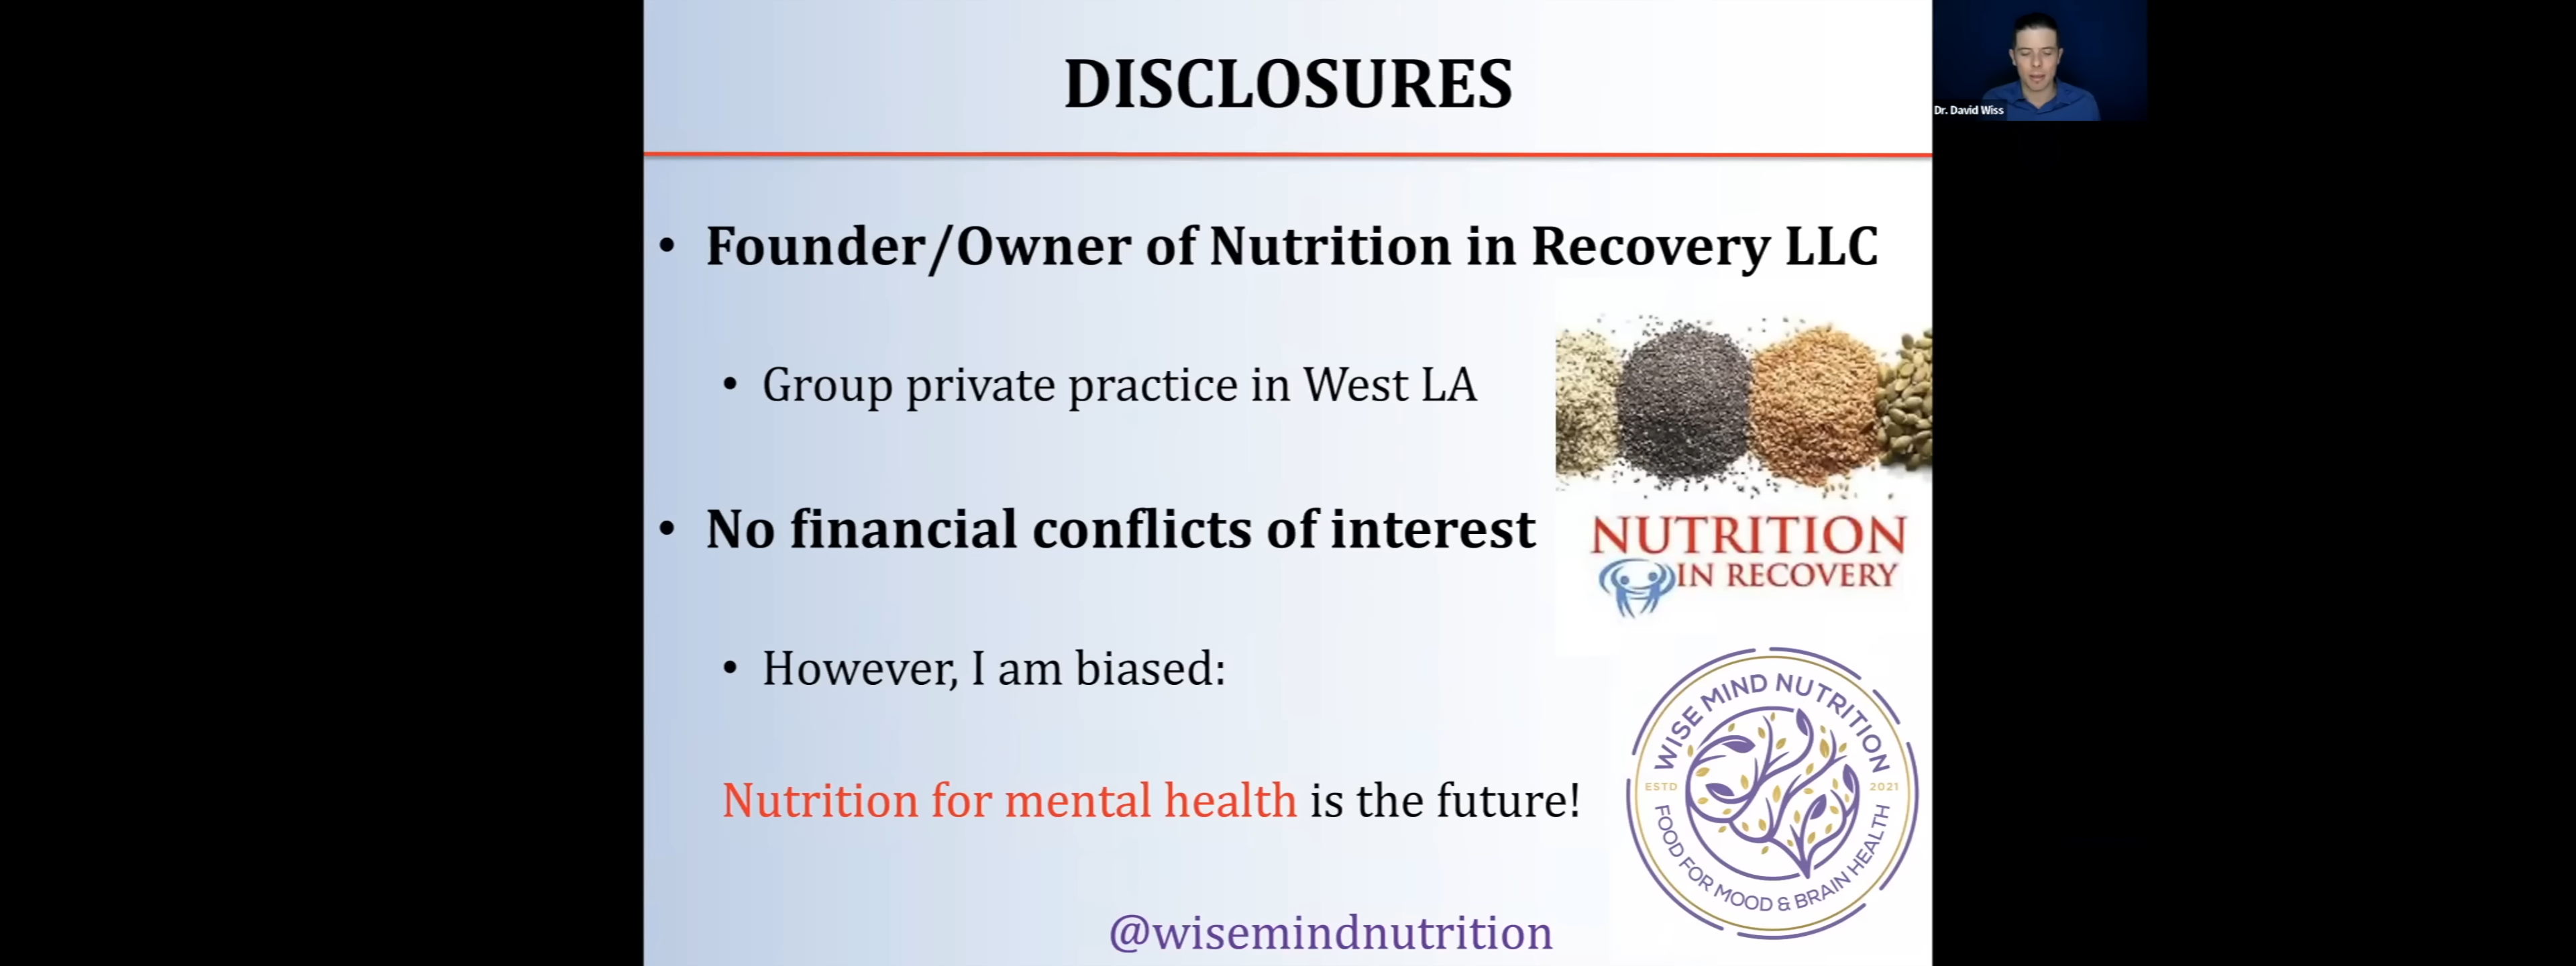 DISCLOSURES
Dr. David Wiss
• Founder/Owner of Nutrition in Recovery LLC
• Group private practice in West LA
• No financial conflicts of interest
NUTRITION
IN RECOVERY
• However, I am biased:
Nutrition for mental health is the future!
WISE MIND NUTRITION
ESTD 2021
FOOD FOR MOOD & BRAIN HEALTH
@wisemindnutrition